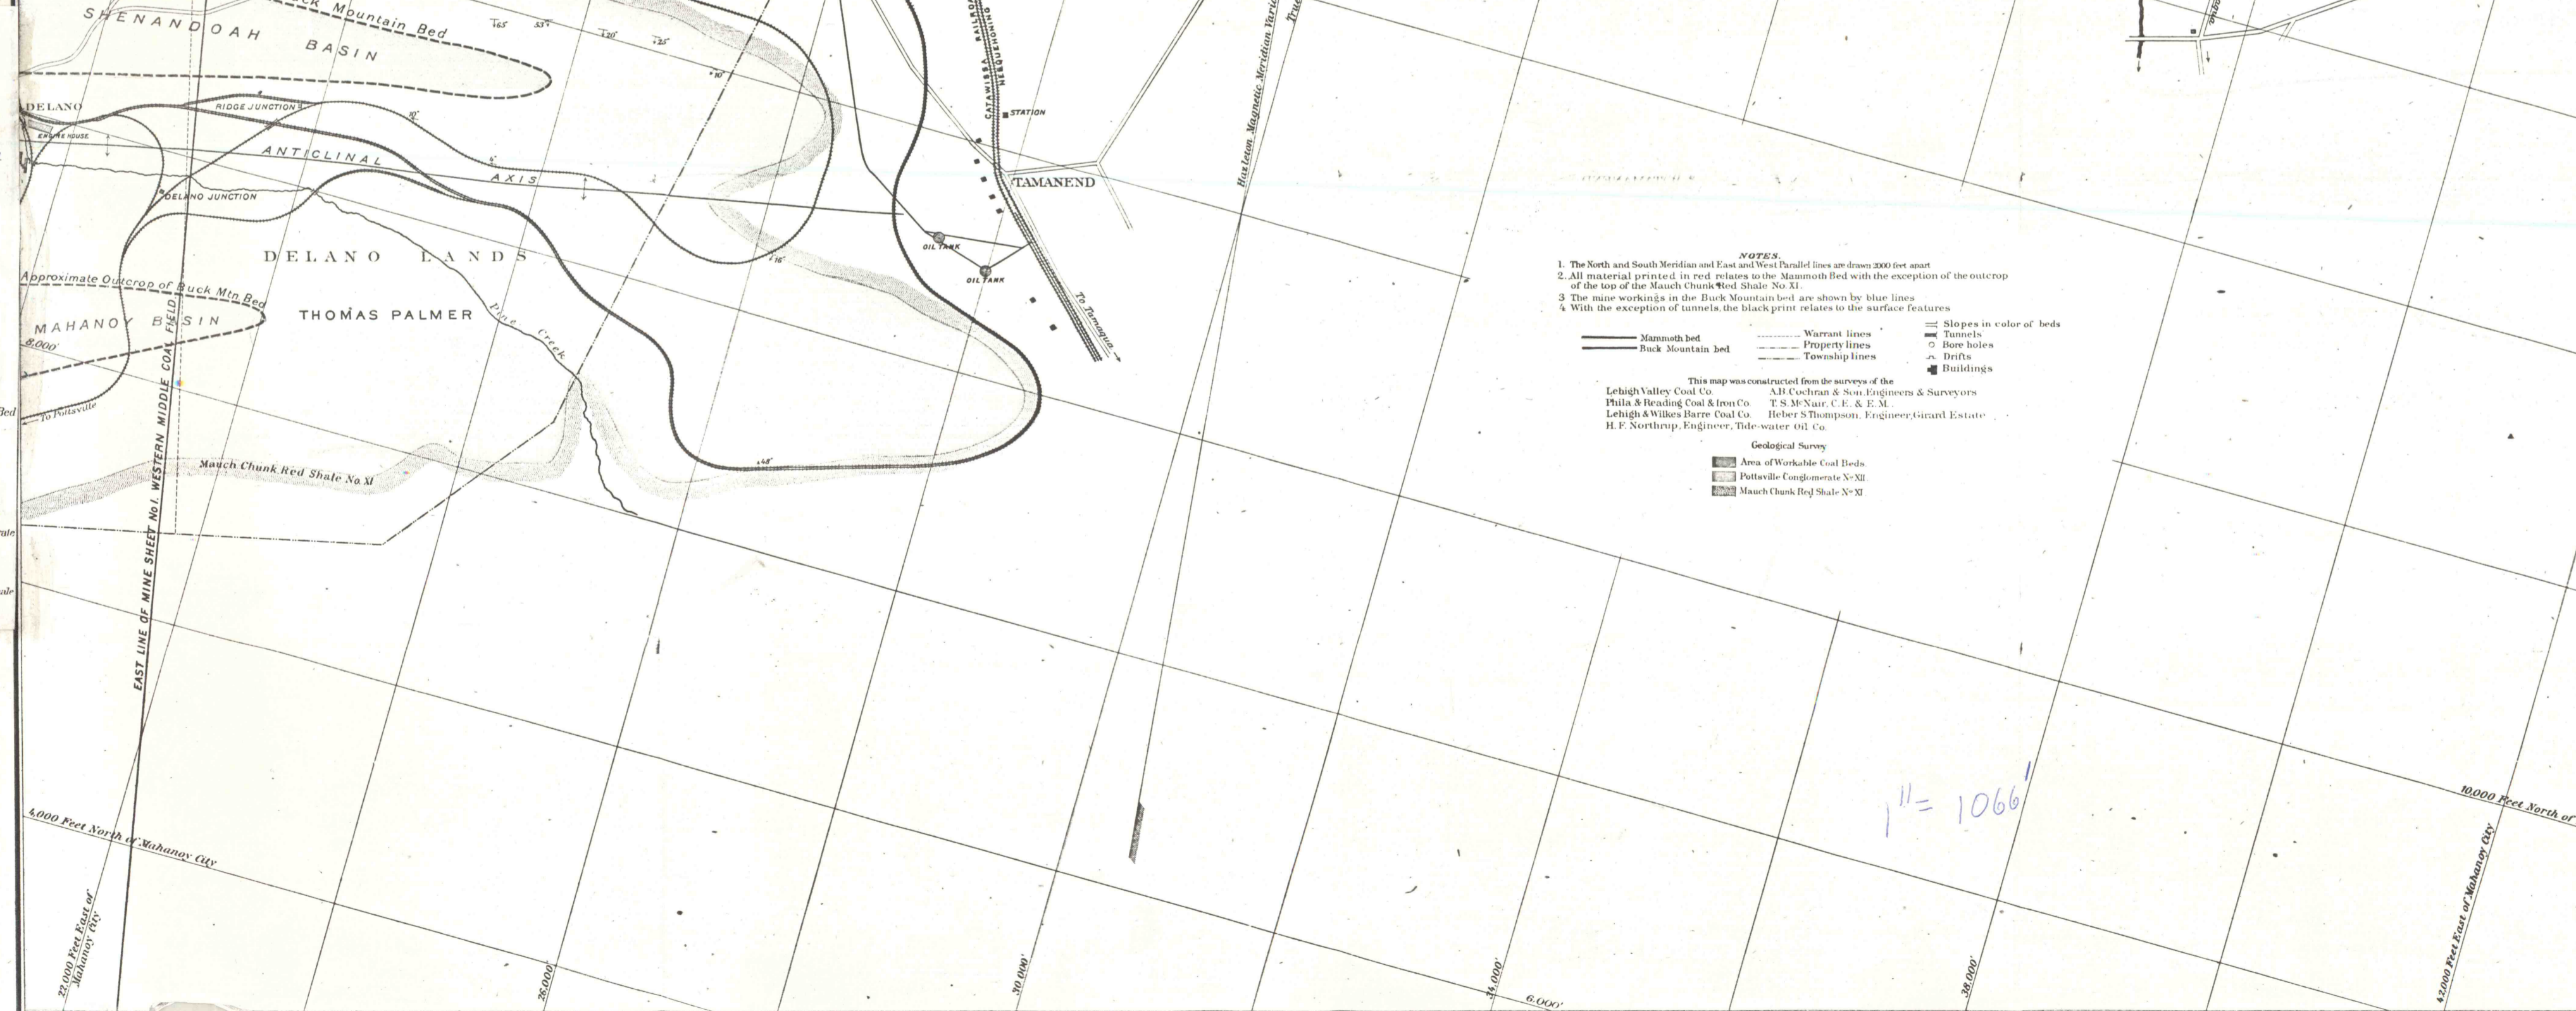 SHENANDOAH BASIN
Mountain Bed
T65
53°
20°
25°
10°
DELANO
RIDGE JUNCTION
ENGINE HOUSE
10°
4°
ANTICLINAL AXIS
DELANO JUNCTION
DELANO LANDS
Approximate Outcrop of Buck Mtn. Bed
THOMAS PALMER
MAHANOY BASIN
8,000'
Pine Creek
To Pottsville
Bed
16°
48°
Mauch Chunk Red Shale No. XI
EAST LINE OF MINE SHEET No. I. WESTERN MIDDLE COAL FIELD
CATAWISSA
NESQUEHONING
STATION
TAMANEND
OIL TANK
OIL TANK
To Tamaqua
Hazleton Magnetic Meridian
True
NOTES.
1. The North and South Meridian and East and West Parallel lines are drawn 2000 feet apart
2. All material printed in red relates to the Mammoth Bed with the exception of the outcrop
of the top of the Mauch Chunk Red Shale No. XI.
3 The mine workings in the Buck Mountain bed are shown by blue lines
4 With the exception of tunnels, the black print relates to the surface features
Mammoth bed
Buck Mountain bed
Warrant lines
Property lines
Township lines
Slopes in color of beds
Tunnels
Bore holes
Drifts
Buildings
This map was constructed from the surveys of the
Lehigh Valley Coal Co. A.B. Cochran & Son, Engineers & Surveyors
Phila & Reading Coal & Iron Co. T. S. McNair, C.E. & E.M.
Lehigh & Wilkes Barre Coal Co. Heber S. Thompson, Engineer, Girard Estate
H. F. Northrup, Engineer, Tide-water Oil Co.
Geological Survey
Area of Workable Coal Beds
Pottsville Conglomerate No. XII
Mauch Chunk Red Shale No. XI
1" = 1066'
10,000 Feet North of
4,000 Feet North of Mahanoy City
22,000 Feet East of
Mahanoy City
26,000'
30,000'
34,000'
6,000'
38,000'
42,000 Feet East of Mahanoy City